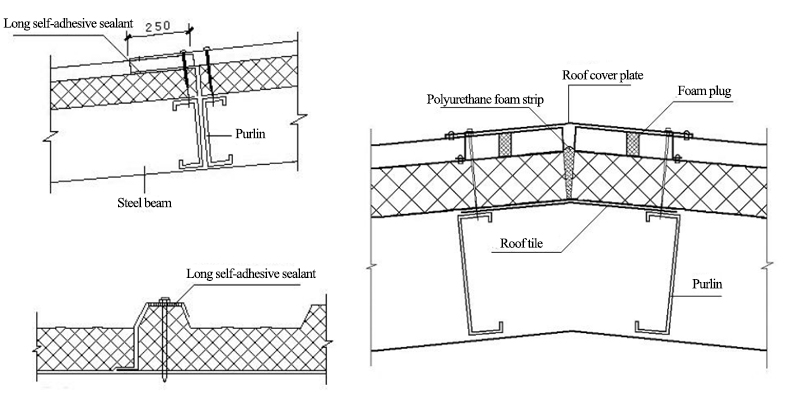 Long self-adhesive sealant
250
Purlin
Steel beam
Long self-adhesive sealant
Roof cover plate
Polyurethane foam strip
Foam plug
Roof tile
Purlin